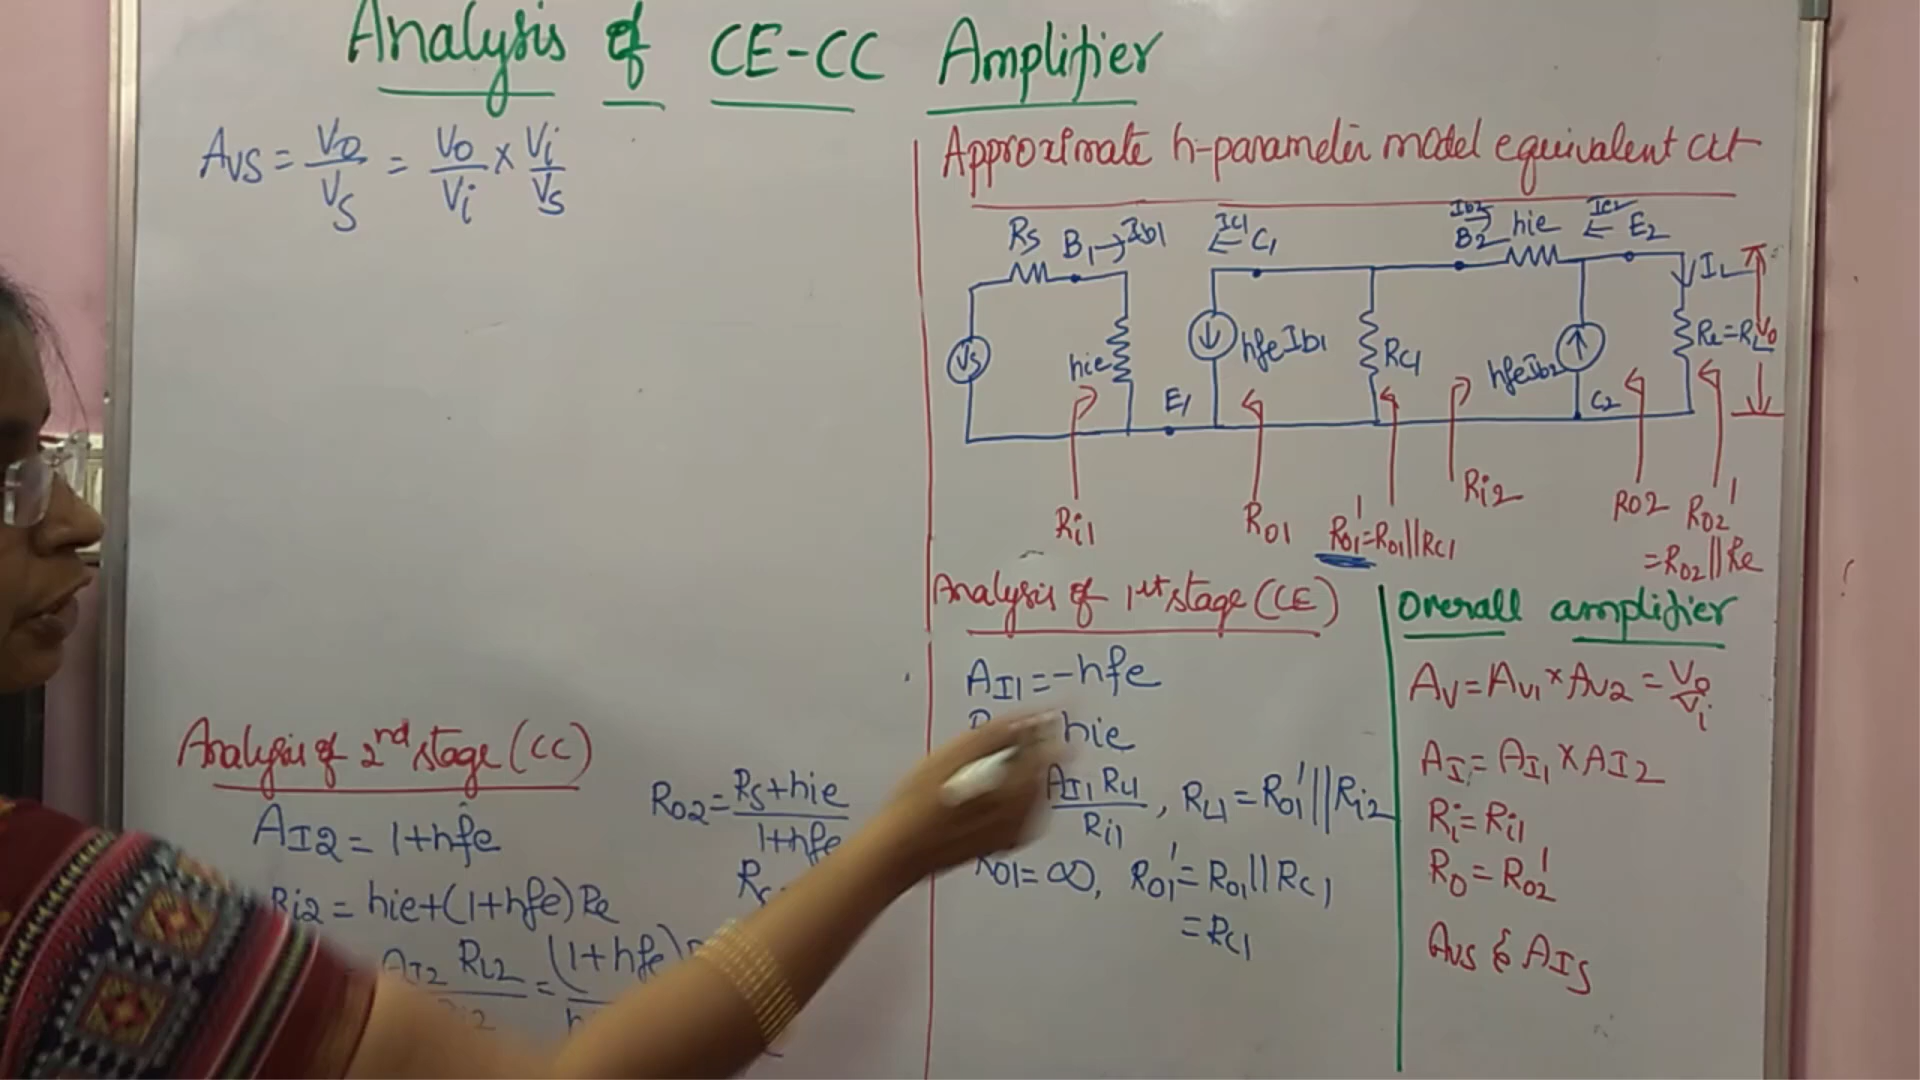 Analysis of CE-CC Amplifier
AVS = Vo/VS = Vo/Vi × Vi/VS
Approximate h-parameter model equivalent ckt
RS B1 → Ib1 IC1 ← C1 Ib2 → B2 hie IC2 ← E2
IL
VS hie hfeIb1 RC1 hfeIb2 Re=RL Vo
E1 C2
Ri1 Ro1 Ro1'=Ro1||RC1 Ri2 RO2 RO2'
=RO2||Re
Analysis of 1st stage (CE)
AI1 = -hfe
= hie
AI1 RL1/Ri1 , RL1 = Ro1'||Ri2
RO1 = ∞, RO1' = RO1||RC1
= RC1
Overall amplifier
AV = AV1 × AV2 = Vo/Vi
AI = AI1 × AI2
Ri = Ri1
RO = RO2'
AVS & AIS
Analysis of 2nd stage (CC)
AI2 = 1+hfe
Ri2 = hie+(1+hfe)Re
AI2 RL2 = (1+hfe)
RO2 = RS+hie/1+hfe